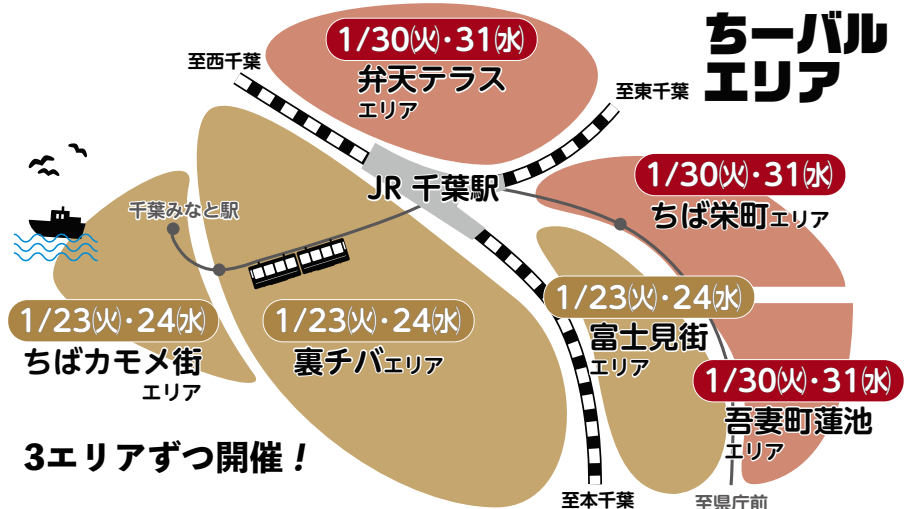 ちーバル
エリア
1/30㈫・31㈬
弁天テラス
エリア
至西千葉
至東千葉
JR 千葉駅
1/30㈫・31㈬
ちば栄町エリア
千葉みなと駅
1/23㈫・24㈬
ちばカモメ街
エリア
1/23㈫・24㈬
裏チバエリア
1/23㈫・24㈬
富士見街
エリア
1/30㈫・31㈬
吾妻町蓮池
エリア
3エリアずつ開催！
至本千葉
至県庁前